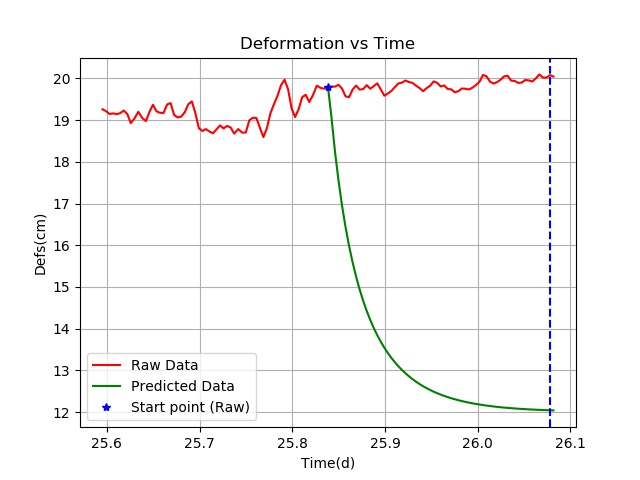 Deformation vs Time
Defs(cm)
20
19
18
17
16
15
14
13
12
Raw Data
Predicted Data
Start point (Raw)
25.6 25.7 25.8 25.9 26.0 26.1
Time(d)